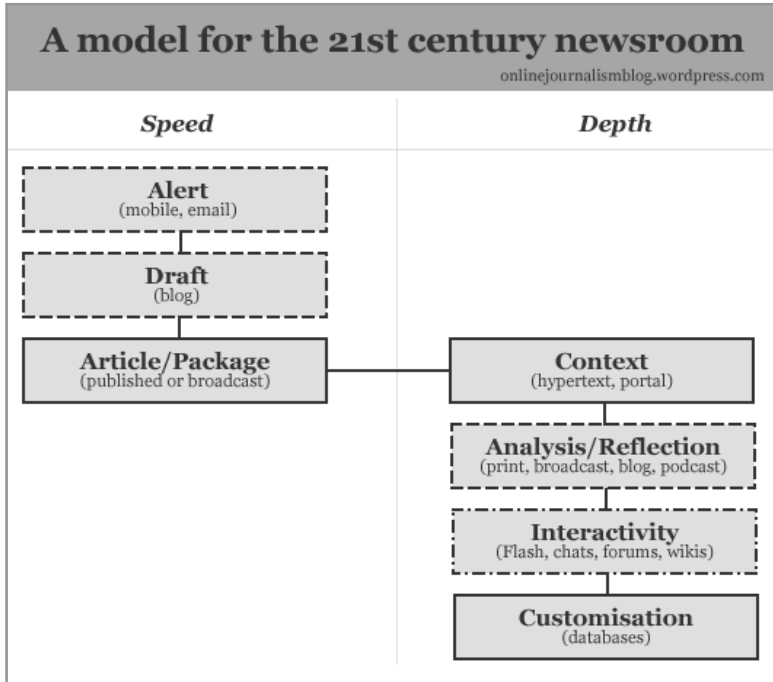 A model for the 21st century newsroom
onlinejournalismblog.wordpress.com
Speed
Depth
Alert
(mobile, email)
Draft
(blog)
Article/Package
(published or broadcast)
Context
(hypertext, portal)
Analysis/Reflection
(print, broadcast, blog, podcast)
Interactivity
(Flash, chats, forums, wikis)
Customisation
(databases)